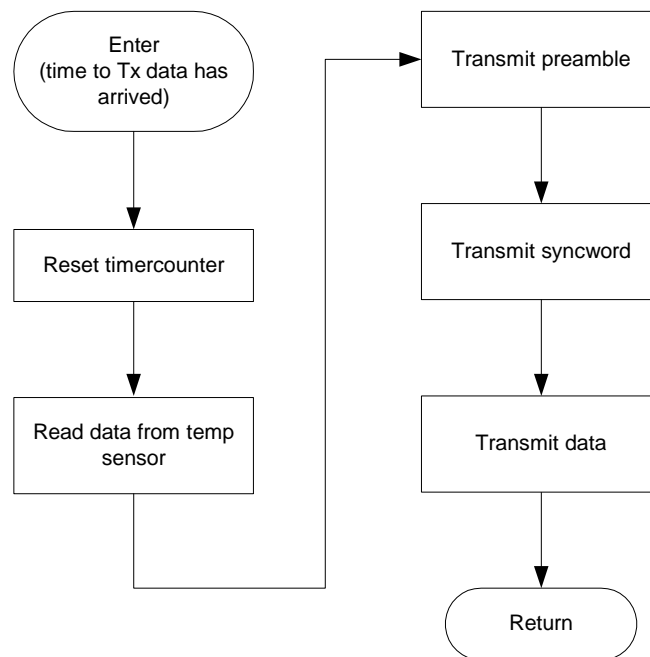 Enter
(time to Tx data has
arrived)
Reset timercounter
Read data from temp
sensor
Transmit preamble
Transmit syncword
Transmit data
Return